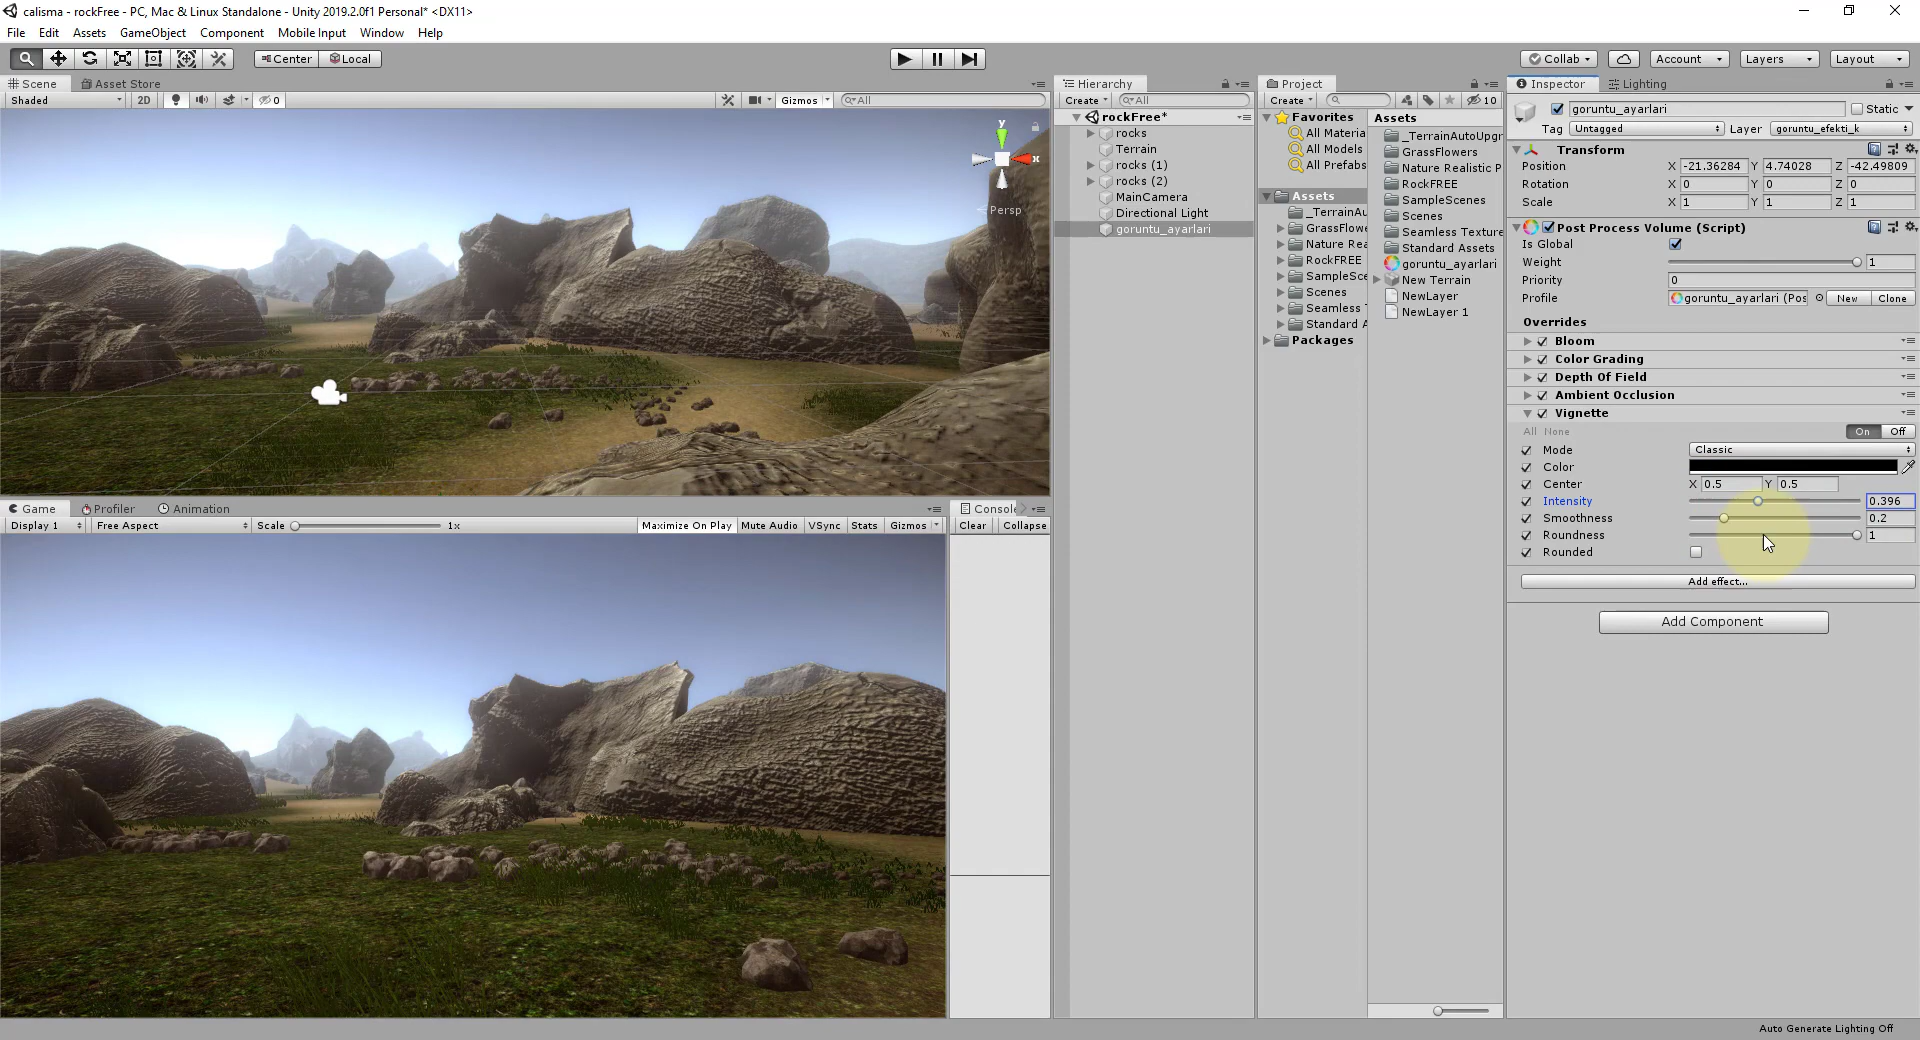 calisma - rockFree - PC, Mac & Linux Standalone - Unity 2019.2.0f1 Personal* <DX11>
File Edit Assets GameObject Component Mobile Input Window Help
Center Local
Collab Account Layers Layout
Scene Asset Store
Shaded 2D 0 Gizmos All
y
x
Persp
Game Profiler Animation
Display 1 Free Aspect Scale 1x Maximize On Play Mute Audio VSync Stats Gizmos
Console
Clear Collapse
Hierarchy
Create All
rockFree*
rocks
Terrain
rocks (1)
rocks (2)
MainCamera
Directional Light
goruntu_ayarlari
Project
Create 10
Favorites
All Materia
All Models
All Prefabs
Assets
_TerrainAu
GrassFlowe
Nature Rea
RockFREE
SampleSce
Scenes
Seamless T
Standard A
Packages
Assets
_TerrainAutoUpgr
GrassFlowers
Nature Realistic P
RockFREE
SampleScenes
Scenes
Seamless Texture
Standard Assets
goruntu_ayarlari
New Terrain
NewLayer
NewLayer 1
Inspector Lighting
goruntu_ayarlari Static
Tag Untagged Layer goruntu_efekti_k
Transform
Position X -21.36284 Y 4.74028 Z -42.49809
Rotation X 0 Y 0 Z 0
Scale X 1 Y 1 Z 1
Post Process Volume (Script)
Is Global
Weight 1
Priority 0
Profile goruntu_ayarlari (Pos New Clone
Overrides
Bloom
Color Grading
Depth Of Field
Ambient Occlusion
Vignette
All None On Off
Mode Classic
Color
Center X 0.5 Y 0.5
Intensity 0.396
Smoothness 0.2
Roundness 1
Rounded
Add effect...
Add Component
Auto Generate Lighting Off